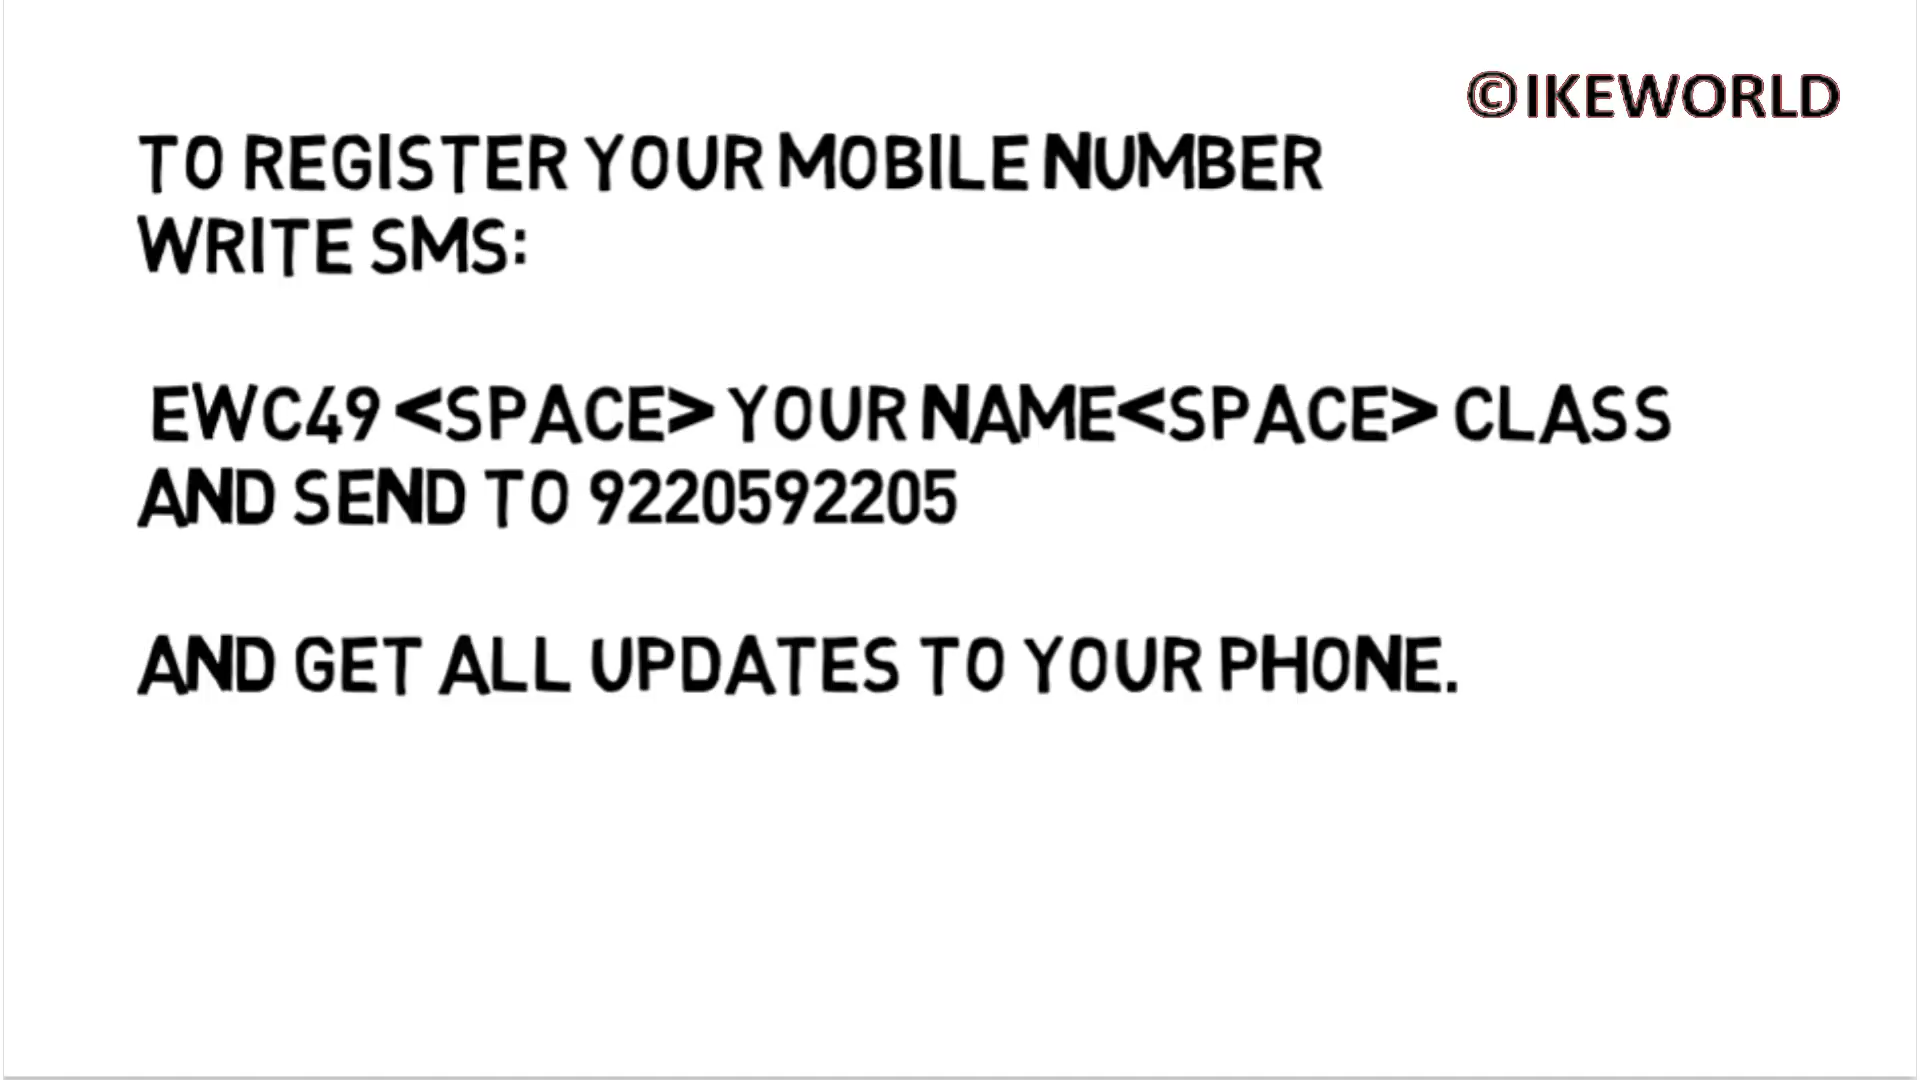 ©IKEWORLD
TO REGISTER YOUR MOBILE NUMBER
WRITE SMS:
EWC49 <SPACE> YOUR NAME<SPACE> CLASS
AND SEND TO 9220592205
AND GET ALL UPDATES TO YOUR PHONE.